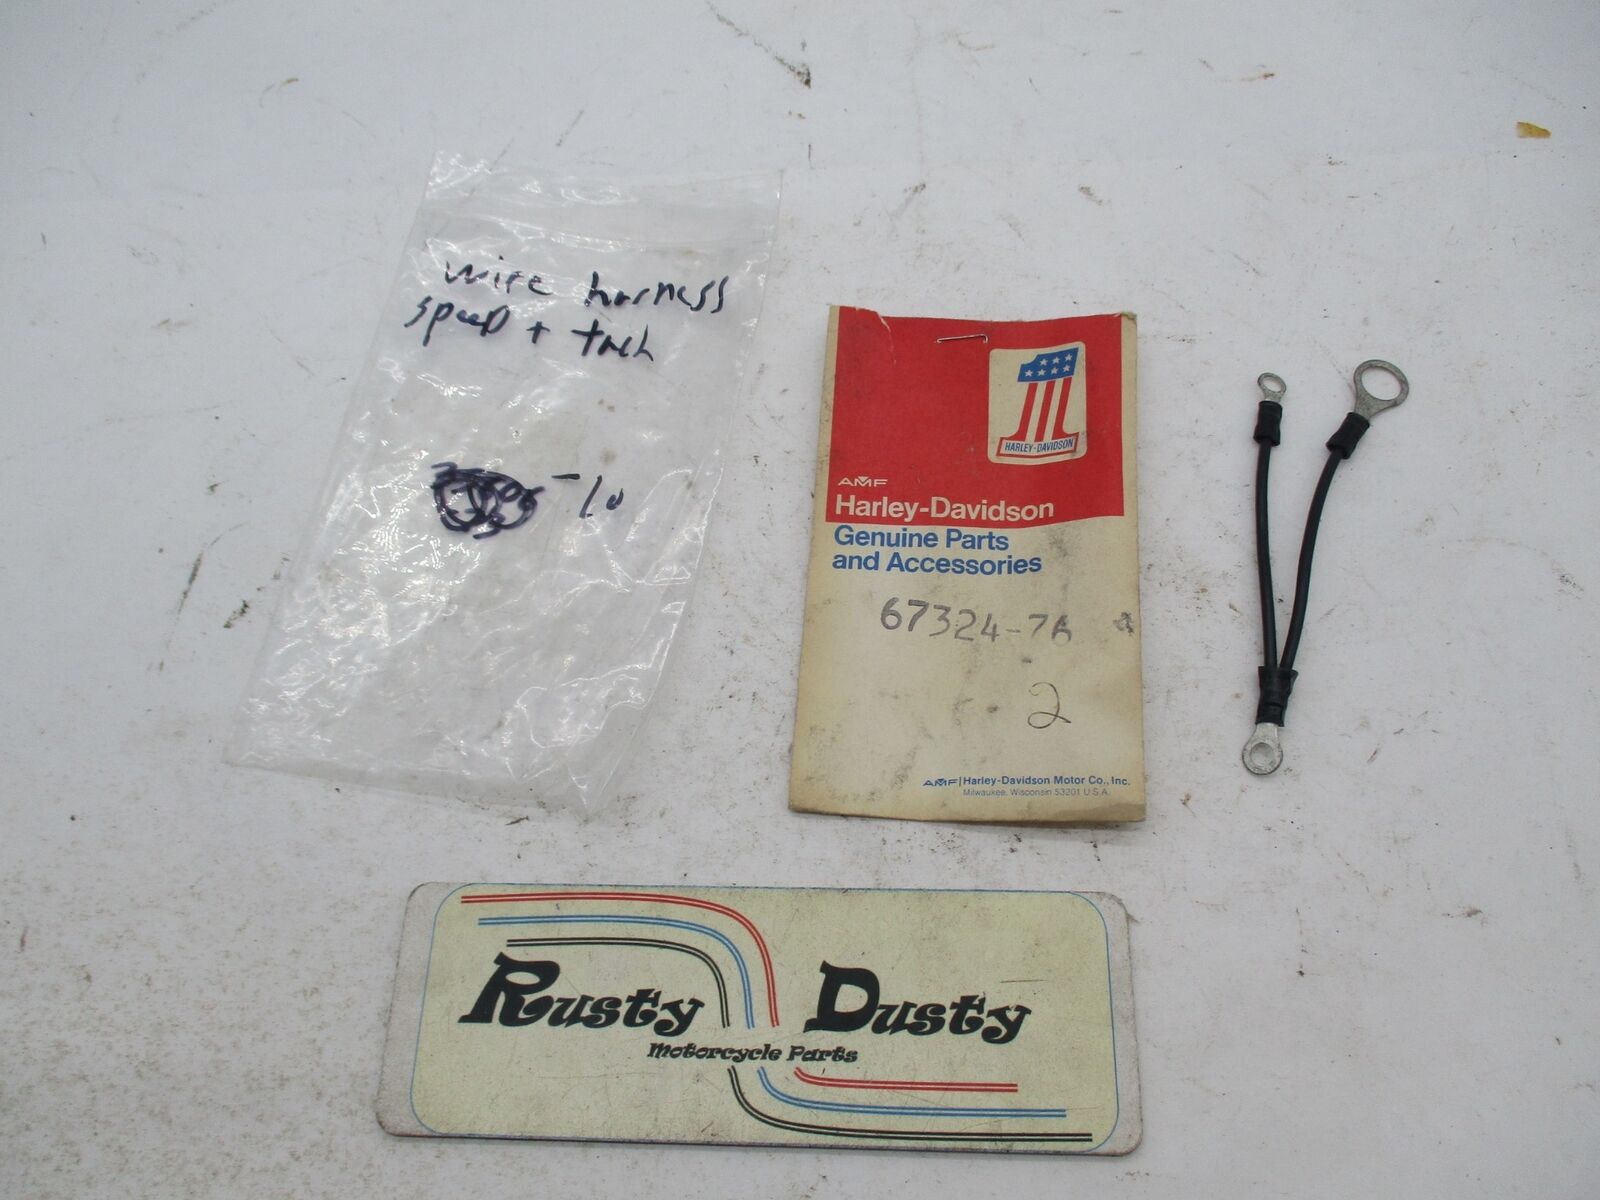 wire harness
speed + tach
-10
HARLEY-DAVIDSON
AMF
Harley-Davidson
Genuine Parts
and Accessories
67324-7A
2
AMF | Harley-Davidson Motor Co., Inc.
Milwaukee, Wisconsin 53201 U.S.A.
Rusty Dusty
Motorcycle Parts